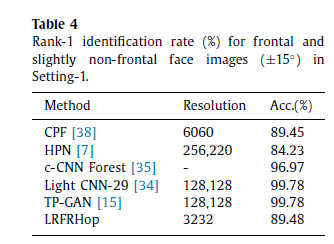 Table 4
Rank-1 identification rate (%) for frontal and
slightly non-frontal face images (±15°) in
Setting-1.
Method Resolution Acc.(%)
CPF [38] 6060 89.45
HPN [7] 256,220 84.23
c-CNN Forest [35] - 96.97
Light CNN-29 [34] 128,128 99.78
TP-GAN [15] 128,128 99.78
LRFRHop 3232 89.48